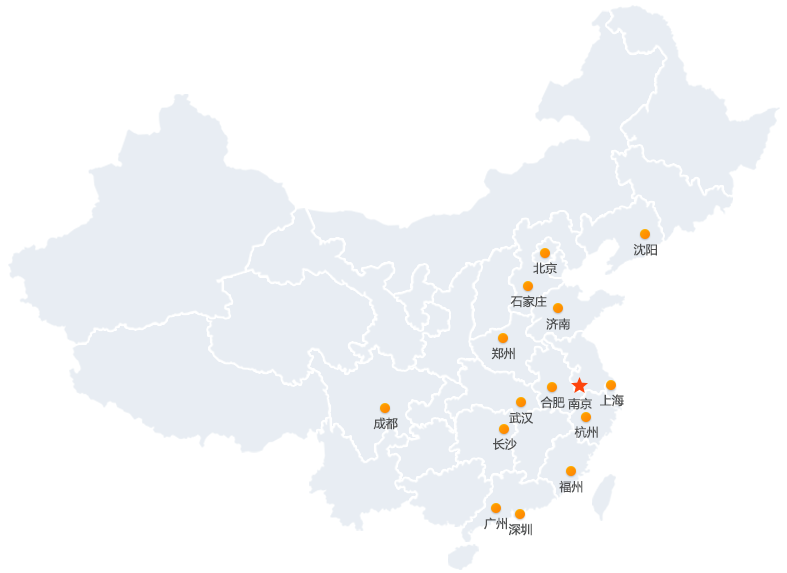 沈阳
北京
石家庄
济南
郑州
合肥
南京
上海
武汉
成都
杭州
长沙
福州
广州
深圳